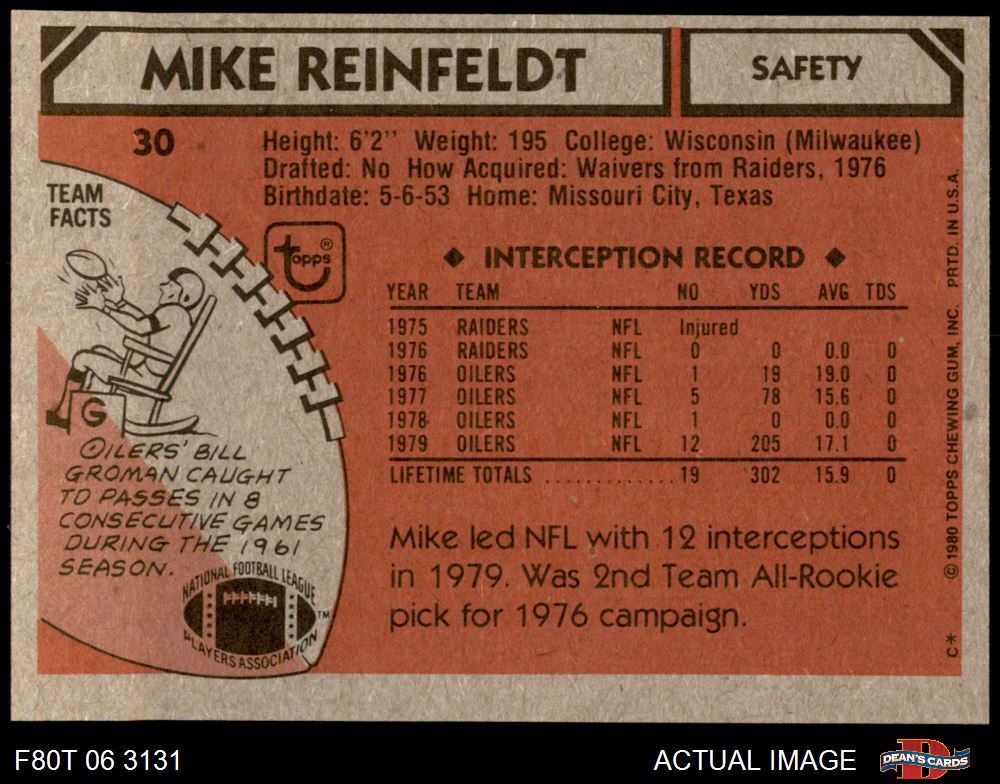 MIKE REINFELDT
SAFETY
30
Height: 6'2'' Weight: 195 College: Wisconsin (Milwaukee)
Drafted: No How Acquired: Waivers from Raiders, 1976
Birthdate: 5-6-53 Home: Missouri City, Texas
TEAM
FACTS
topps ®
◆ INTERCEPTION RECORD ◆
YEAR TEAM NO YDS AVG TDS
1975 RAIDERS NFL Injured
1976 RAIDERS NFL 0 0 0.0 0
1976 OILERS NFL 1 19 19.0 0
1977 OILERS NFL 5 78 15.6 0
1978 OILERS NFL 1 0 0.0 0
1979 OILERS NFL 12 205 17.1 0
LIFETIME TOTALS ............. 19 302 15.9 0
G
OILERS' BILL
GROMAN CAUGHT
TD PASSES IN 8
CONSECUTIVE GAMES
DURING THE 1961
SEASON.
NATIONAL FOOTBALL LEAGUE
PLAYERS ASSOCIATION ™
Mike led NFL with 12 interceptions
in 1979. Was 2nd Team All-Rookie
pick for 1976 campaign.
C* © 1980 TOPPS CHEWING GUM, INC. PRTD. IN U.S.A.
F80T 06 3131
ACTUAL IMAGE
D
DEAN'S CARDS